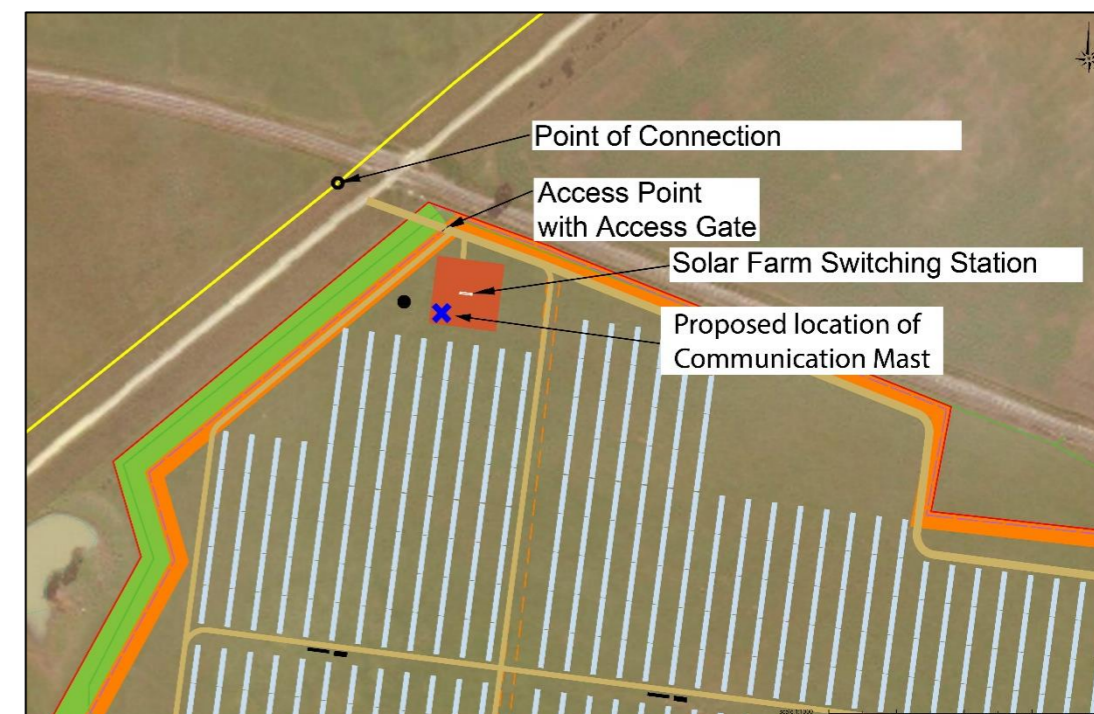 Point of Connection
Access Point
with Access Gate
Solar Farm Switching Station
Proposed location of
Communication Mast